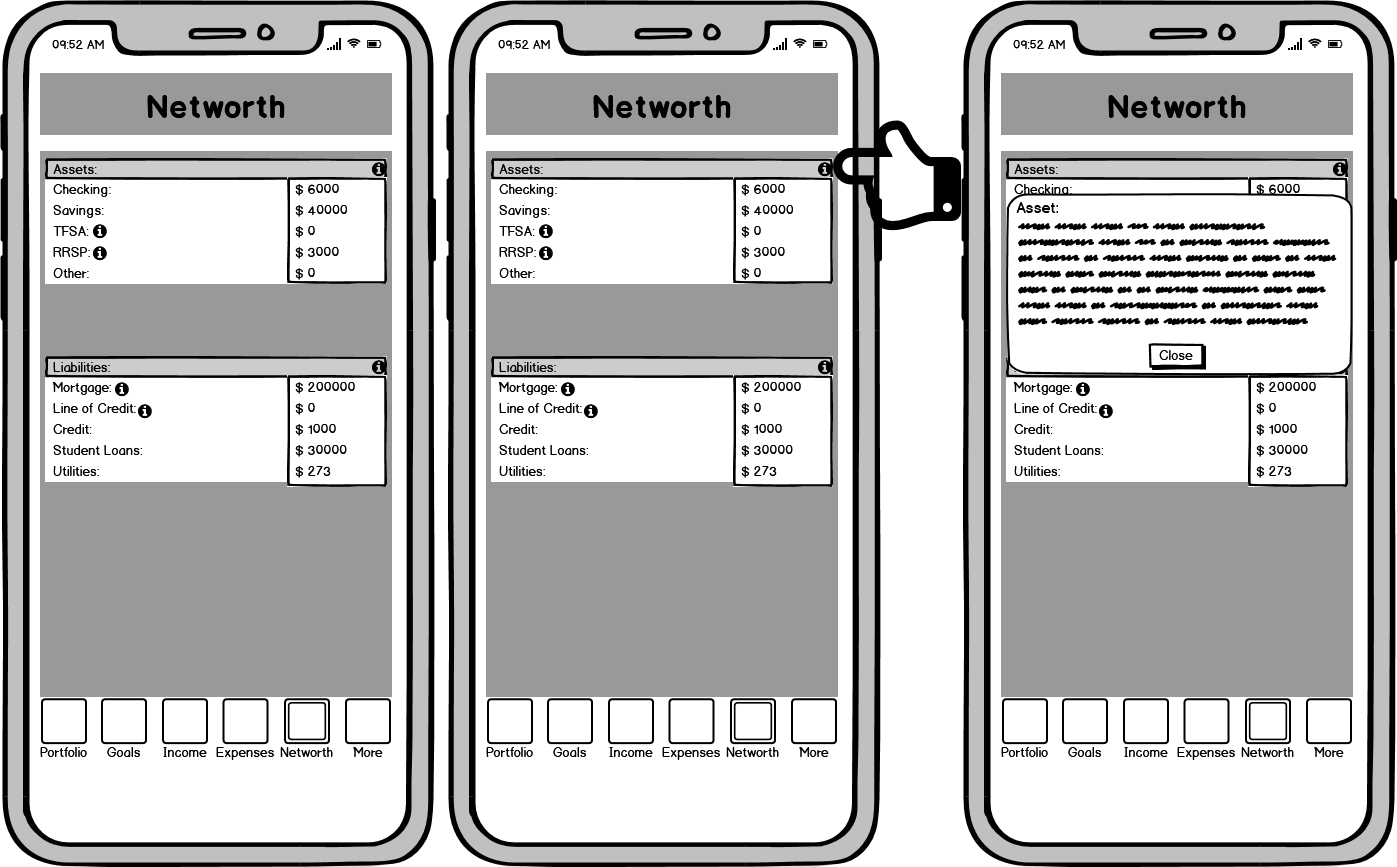 09:52 AM
Networth
Assets:
Checking: $ 6000
Savings: $ 40000
TFSA: $ 0
RRSP: $ 3000
Other: $ 0
Liabilities:
Mortgage: $ 200000
Line of Credit: $ 0
Credit: $ 1000
Student Loans: $ 30000
Utilities: $ 273
Portfolio Goals Income Expenses Networth More
09:52 AM
Networth
Assets:
Checking: $ 6000
Savings: $ 40000
TFSA: $ 0
RRSP: $ 3000
Other: $ 0
Liabilities:
Mortgage: $ 200000
Line of Credit: $ 0
Credit: $ 1000
Student Loans: $ 30000
Utilities: $ 273
Portfolio Goals Income Expenses Networth More
09:52 AM
Networth
Assets:
Checking: $ 6000
Asset:
Close
Mortgage: $ 200000
Line of Credit: $ 0
Credit: $ 1000
Student Loans: $ 30000
Utilities: $ 273
Portfolio Goals Income Expenses Networth More